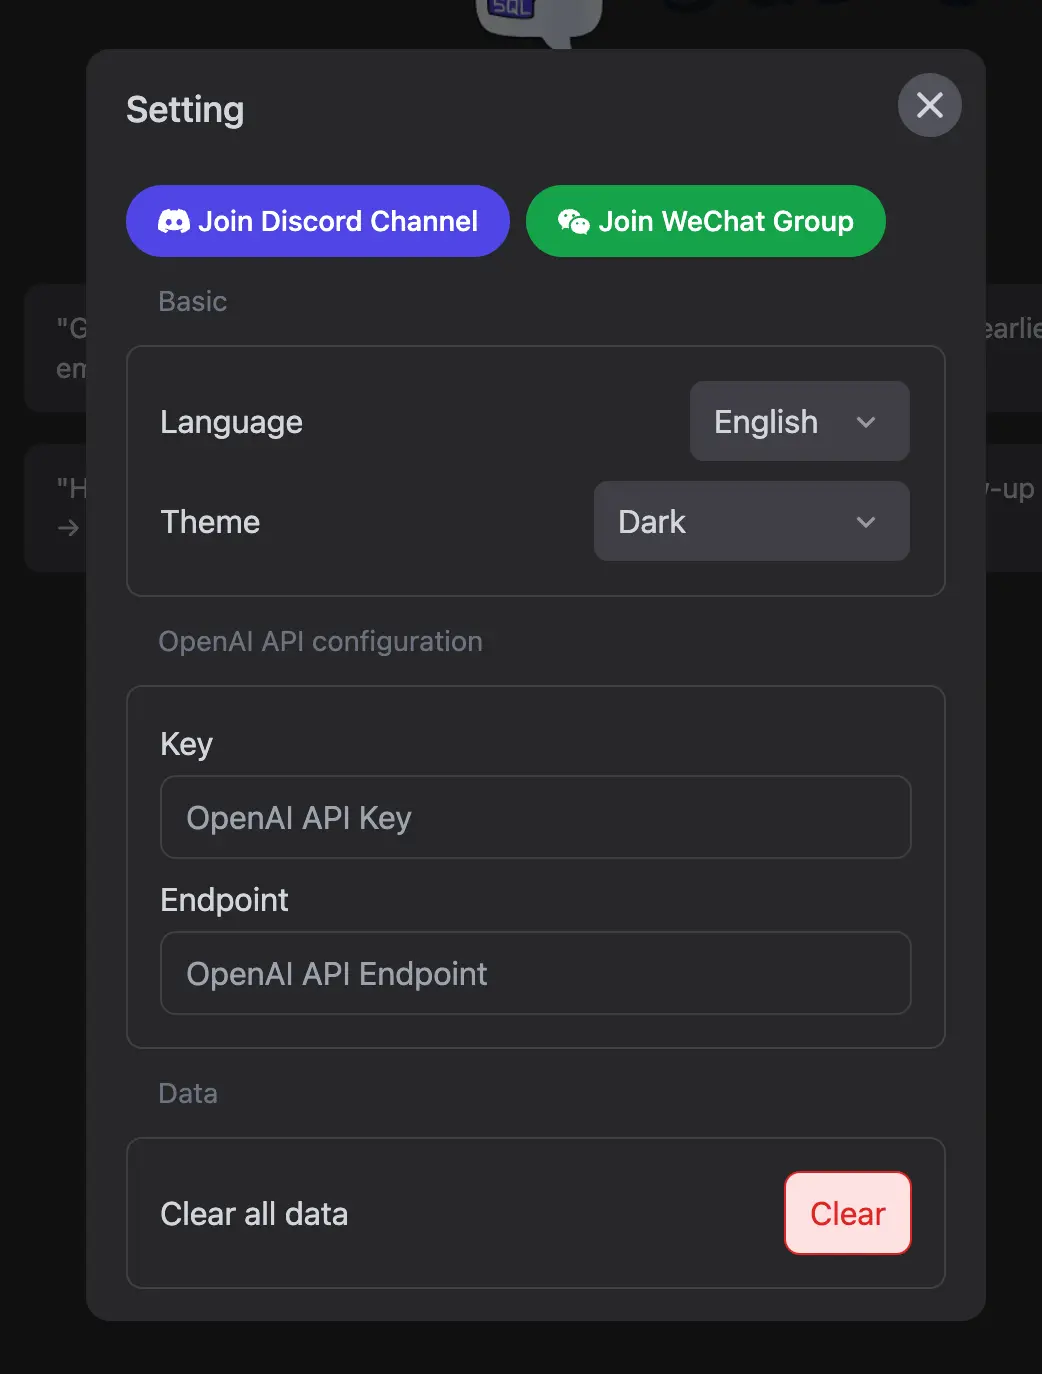 SQL
Setting
Join Discord Channel
Join WeChat Group
Basic
"G
earlie
em
Language
English
"H
w-up
→
Theme
Dark
OpenAI API configuration
Key
OpenAI API Key
Endpoint
OpenAI API Endpoint
Data
Clear all data
Clear